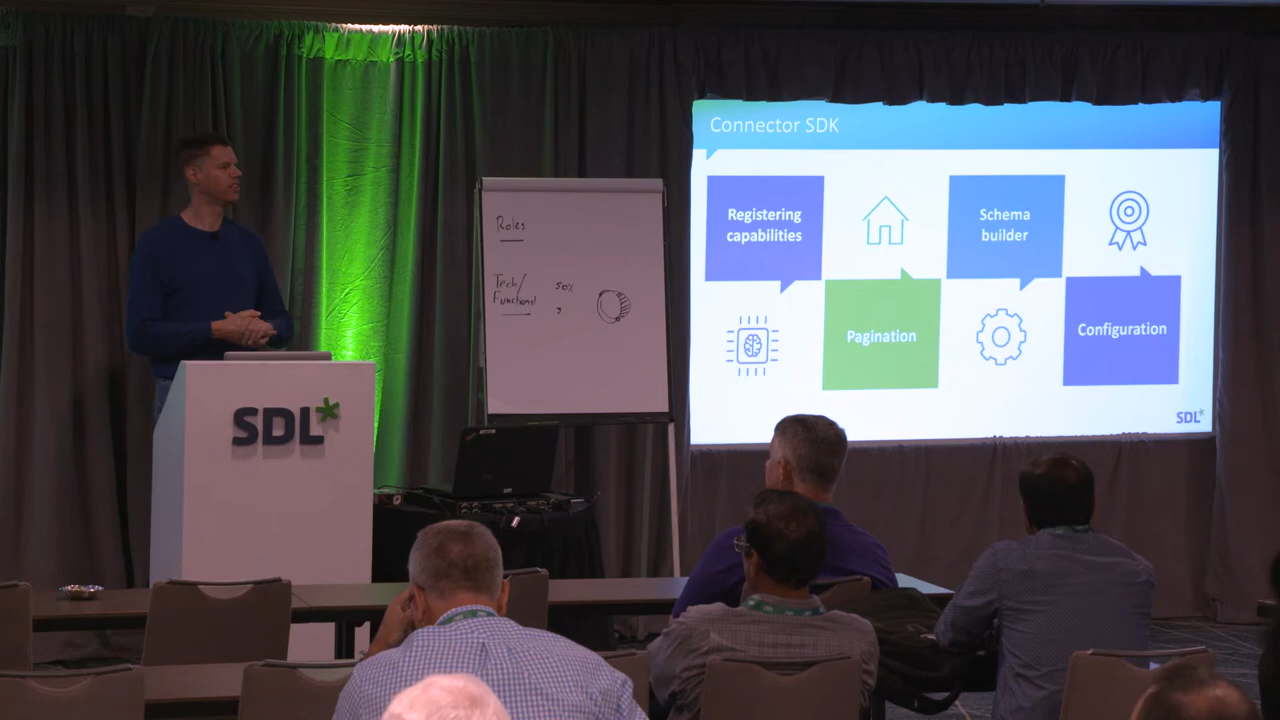 SDL*
Roles
Tech/
Functional
50%
Connector SDK
Registering
capabilities
Schema
builder
Pagination
Configuration
SDL*